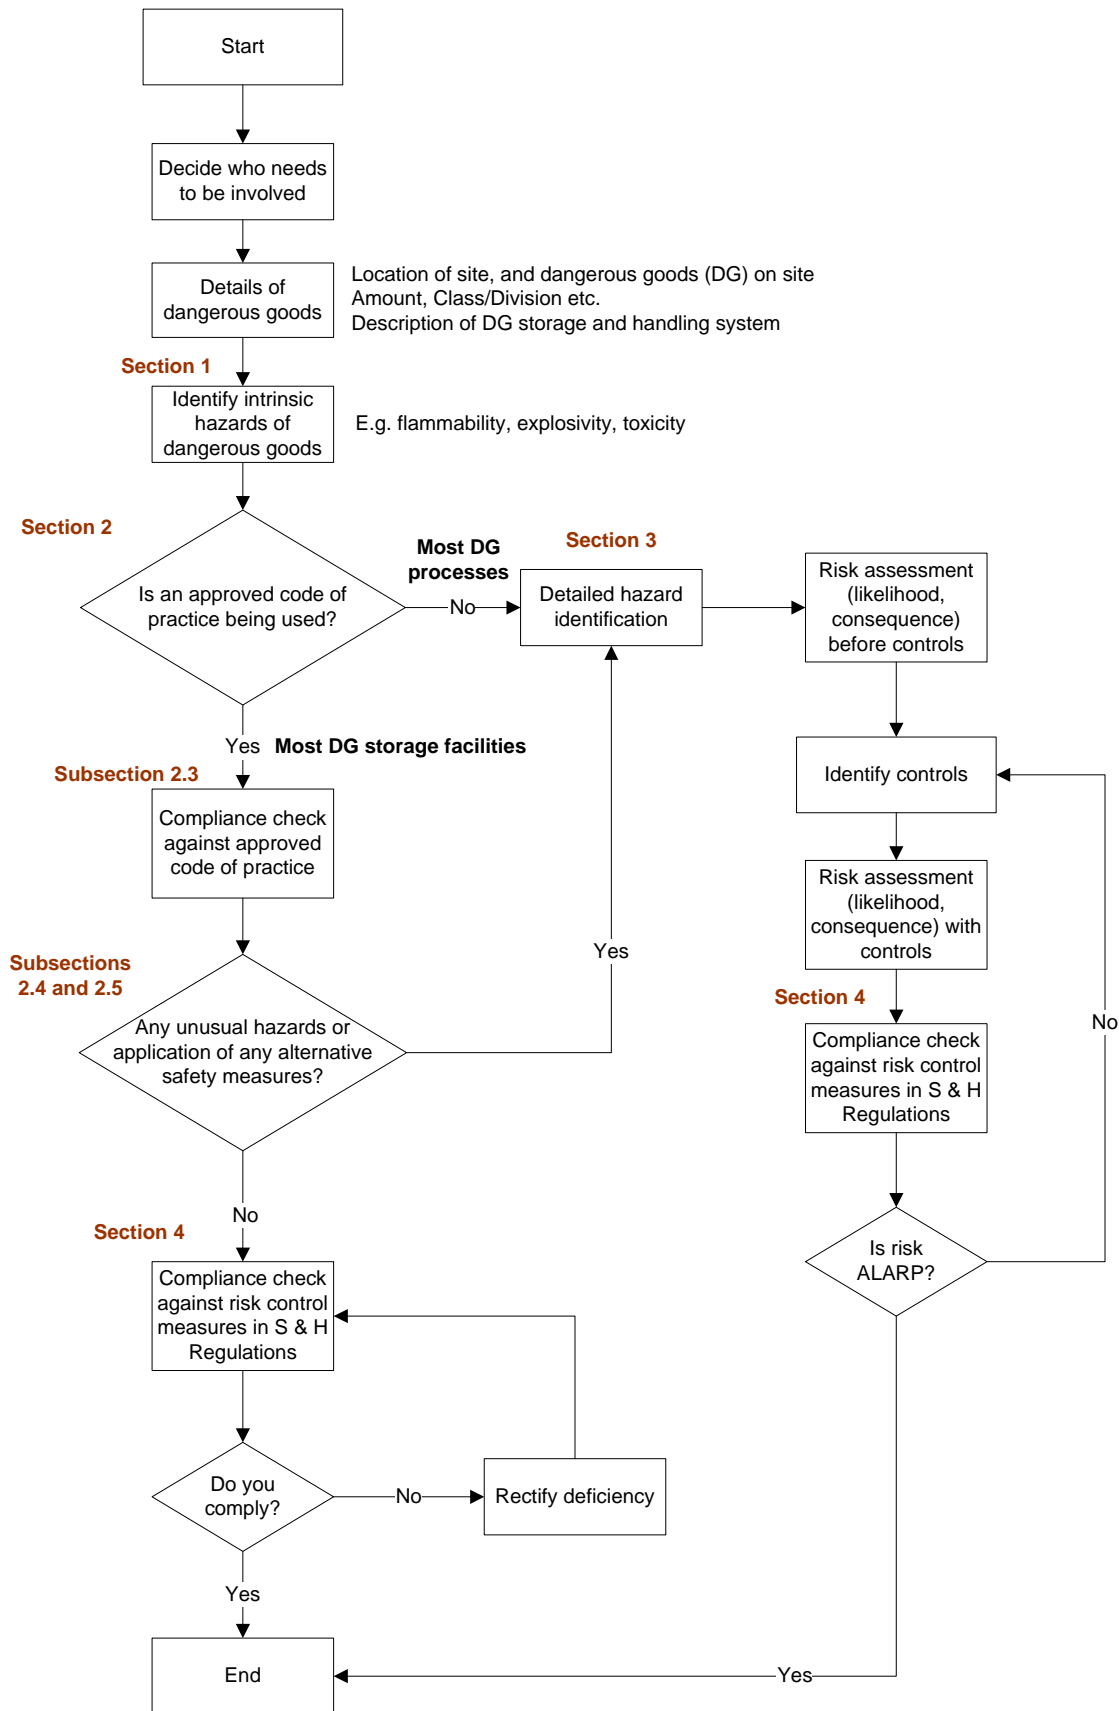 Start
Decide who needs
to be involved
Details of
dangerous goods
Location of site, and dangerous goods (DG) on site
Amount, Class/Division etc.
Description of DG storage and handling system
Section 1
Identify intrinsic
hazards of
dangerous goods
E.g. flammability, explosivity, toxicity
Section 2
Is an approved code of
practice being used?
Most DG
processes
No
Section 3
Detailed hazard
identification
Risk assessment
(likelihood,
consequence)
before controls
Yes
Most DG storage facilities
Subsection 2.3
Compliance check
against approved
code of practice
Identify controls
Risk assessment
(likelihood,
consequence) with
controls
Yes
Subsections
2.4 and 2.5
Any unusual hazards or
application of any alternative
safety measures?
Section 4
Compliance check
against risk control
measures in S & H
Regulations
No
No
Section 4
Compliance check
against risk control
measures in S & H
Regulations
Is risk
ALARP?
Do you
comply?
No
Rectify deficiency
Yes
End
Yes